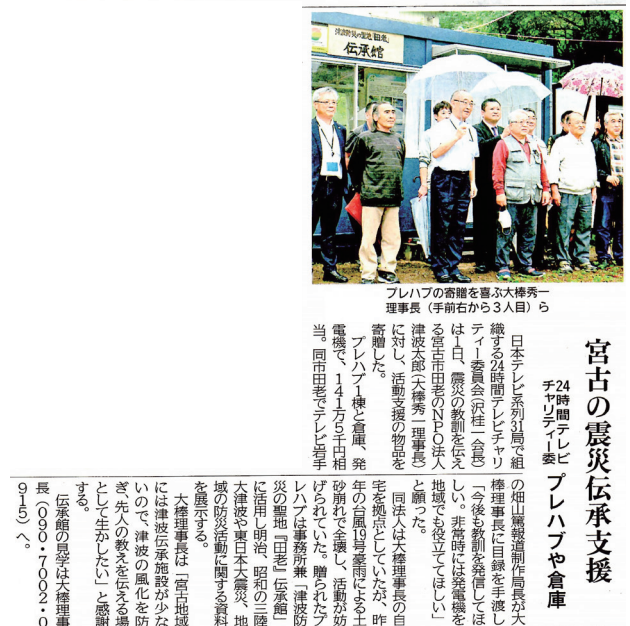 津波防災の聖地「田老」
伝承館
プレハブの寄贈を喜ぶ大棒秀一
理事長（手前右から３人目）ら
宮古の震災伝承支援
24時間テレビ
チャリティー委
プレハブや倉庫
日本テレビ系列31局で組
織する24時間テレビチャリ
ティー委員会（沢桂一会長）
は１日、震災の教訓を伝え
る宮古市田老のＮＰＯ法人
津波太郎（大棒秀一理事長）
に対し、活動支援の物品を
寄贈した。
プレハブ１棟と倉庫、発
電機で、１４１万５千円相
当。同市田老でテレビ岩手
の畑山篤報道制作局長が大
棒理事長に目録を手渡し
「今後も教訓を発信してほ
しい。非常時には発電機を
地域でも役立ててほしい」
と願った。
同法人は大棒理事長の自
宅を拠点としていたが、昨
年の台風19号豪雨による土
砂崩れで全壊し、活動が妨
げられていた。贈られたプ
レハブは事務所兼「津波防
災の聖地『田老』伝承館」
に活用し明治、昭和の三陸
大津波や東日本大震災、地
域の防災活動に関する資料
を展示する。
大棒理事長は「宮古地域
には津波伝承施設が少な
いので、津波の風化を防
ぎ、先人の教えを伝える場
として生かしたい」と感謝
する。
伝承館の見学は大棒理事
長（０９０・７００２・０
９１５）へ。